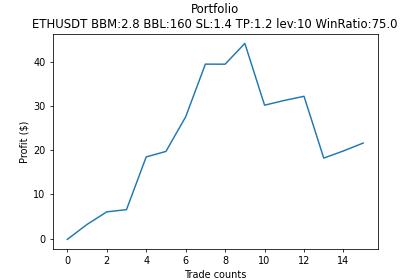 Portfolio
ETHUSDT BBM:2.8 BBL:160 SL:1.4 TP:1.2 lev:10 WinRatio:75.0
40
30
20
10
0
Profit ($)
0 2 4 6 8 10 12 14
Trade counts